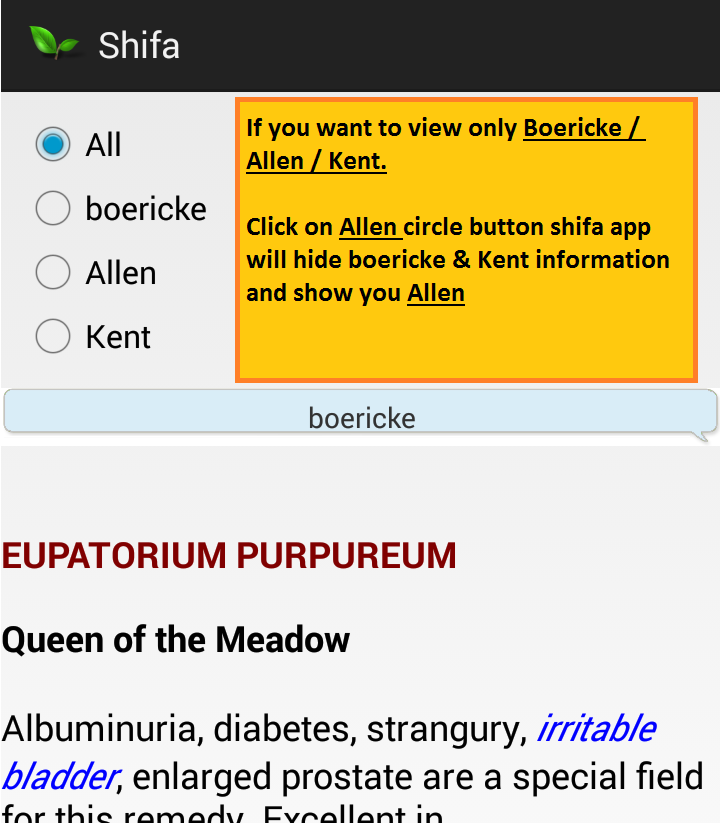 Shifa
All
boericke
Allen
Kent
If you want to view only Boericke /
Allen / Kent.
Click on Allen circle button shifa app
will hide boericke & Kent information
and show you Allen
boericke
EUPATORIUM PURPUREUM
Queen of the Meadow
Albuminuria, diabetes, strangury, irritable
bladder, enlarged prostate are a special field
for this remedy. Excellent in